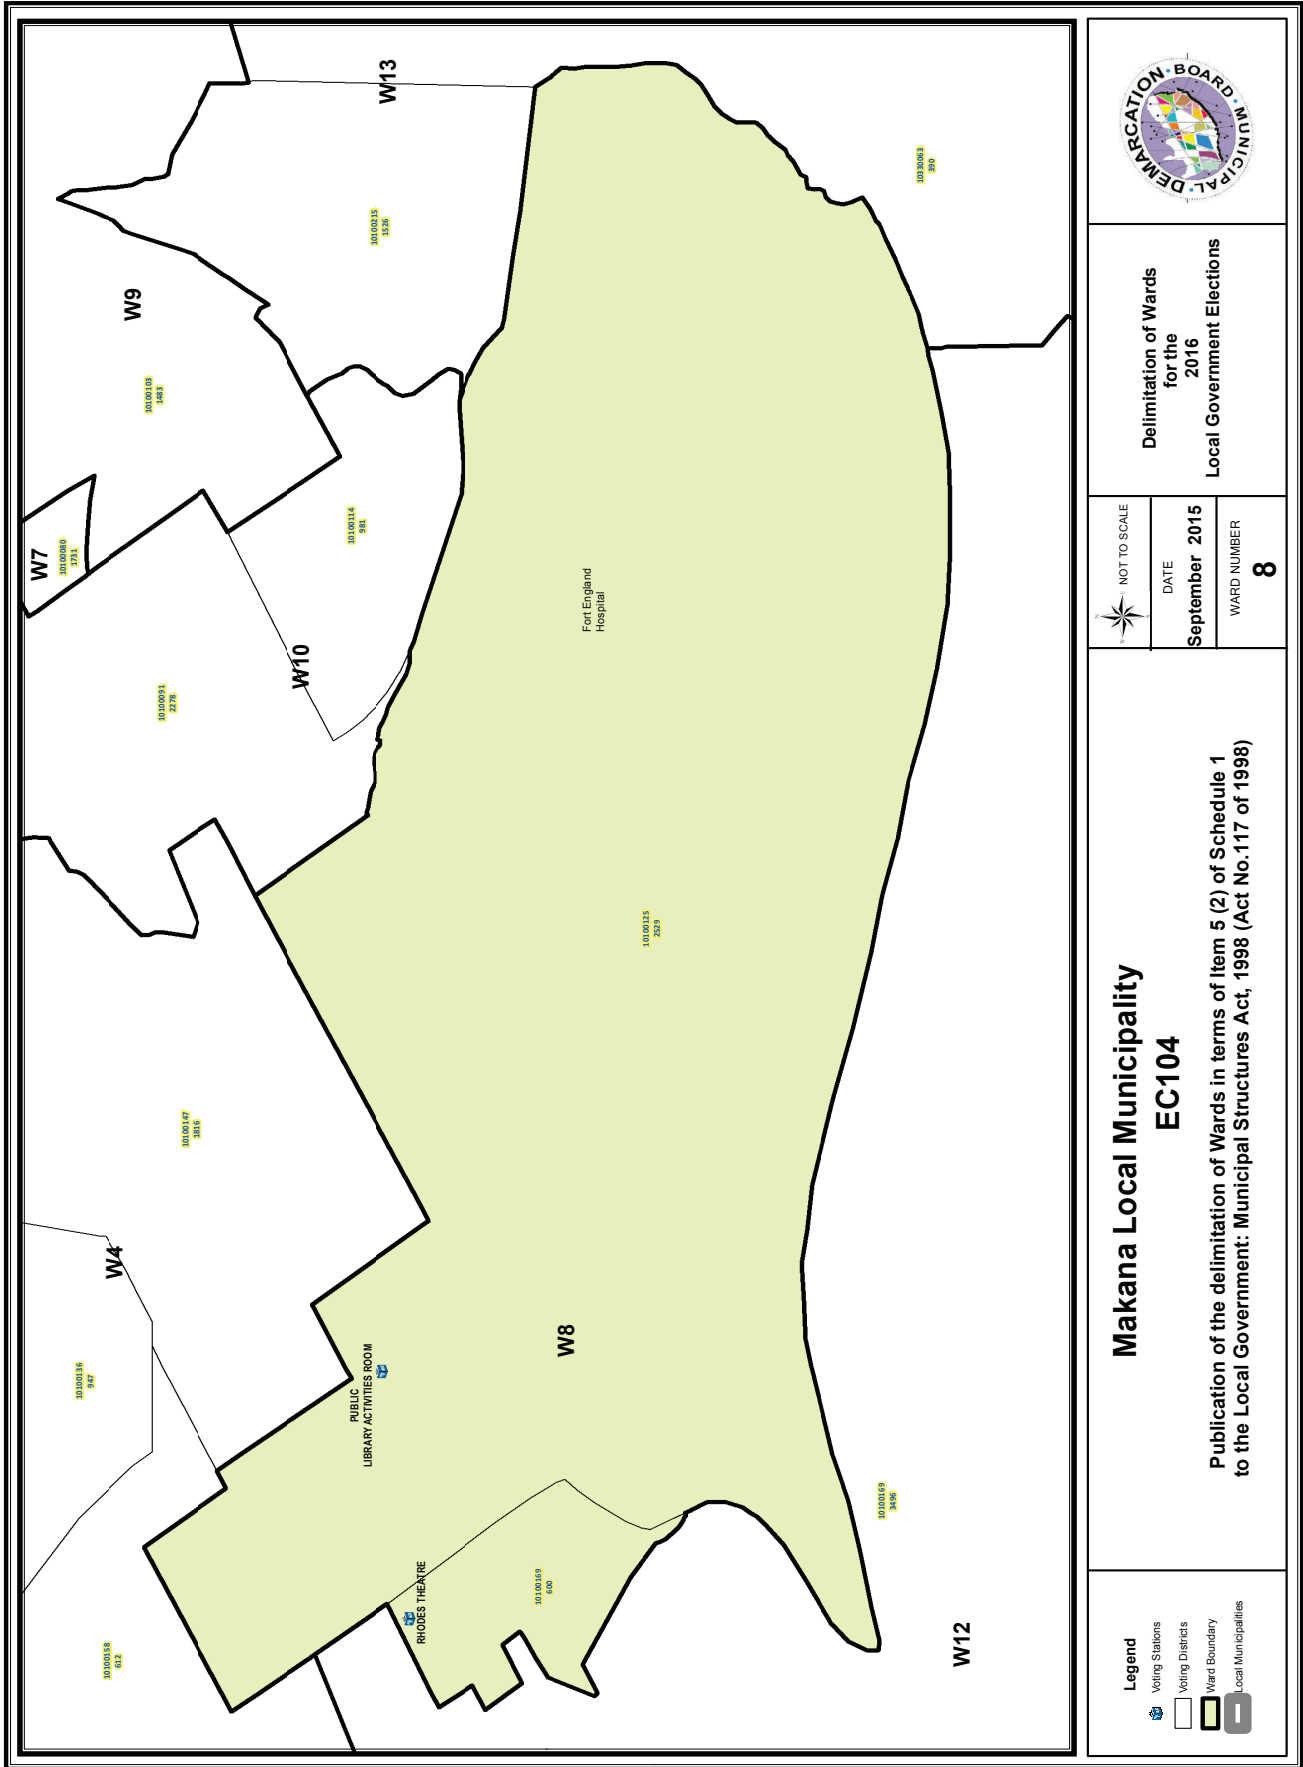 W7
10100080
1731
W9
10100103
1483
W13
10100215
1526
10100114
981
W10
10100091
2278
10100147
1816
W4
10100136
947
10100158
612
Fort England
Hospital
10100125
2529
W8
PUBLIC
LIBRARY ACTIVITIES ROOM
RHODES THEATRE
10100169
600
10100169
3496
W12
10330063
390
Legend
Voting Stations
Voting Districts
Ward Boundary
Local Municipalities
Makana Local Municipality
EC104
Publication of the delimitation of Wards in terms of Item 5 (2) of Schedule 1
to the Local Government: Municipal Structures Act, 1998 (Act No.117 of 1998)
NOT TO SCALE
DATE
September 2015
WARD NUMBER
8
Delimitation of Wards
for the
2016
Local Government Elections
MUNICIPAL • DEMARCATION • BOARD •